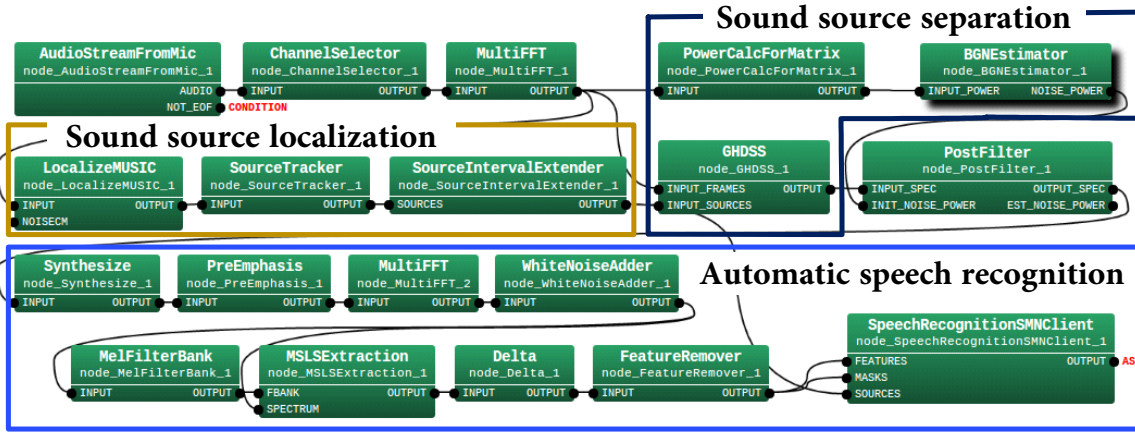 Sound source separation
AudioStreamFromMic
node_AudioStreamFromMic_1
AUDIO
NOT_EOF
CONDITION
ChannelSelector
node_ChannelSelector_1
INPUT OUTPUT
MultiFFT
node_MultiFFT_1
INPUT OUTPUT
PowerCalcForMatrix
node_PowerCalcForMatrix_1
INPUT OUTPUT
BGNEstimator
node_BGNEstimator_1
INPUT_POWER NOISE_POWER
Sound source localization
LocalizeMUSIC
node_LocalizeMUSIC_1
INPUT OUTPUT
NOISECM
SourceTracker
node_SourceTracker_1
INPUT OUTPUT
SourceIntervalExtender
node_SourceIntervalExtender_1
SOURCES OUTPUT
GHDSS
node_GHDSS_1
INPUT_FRAMES OUTPUT
INPUT_SOURCES
PostFilter
node_PostFilter_1
INPUT_SPEC OUTPUT_SPEC
INIT_NOISE_POWER EST_NOISE_POWER
Synthesize
node_Synthesize_1
INPUT OUTPUT
PreEmphasis
node_PreEmphasis_1
INPUT OUTPUT
MultiFFT
node_MultiFFT_2
INPUT OUTPUT
WhiteNoiseAdder
node_WhiteNoiseAdder_1
INPUT OUTPUT
Automatic speech recognition
MelFilterBank
node_MelFilterBank_1
INPUT OUTPUT
MSLSExtraction
node_MSLSExtraction_1
FBANK OUTPUT
SPECTRUM
Delta
node_Delta_1
INPUT OUTPUT
FeatureRemover
node_FeatureRemover_1
INPUT OUTPUT
SpeechRecognitionSMNClient
node_SpeechRecognitionSMNClient_1
FEATURES OUTPUT
MASKS
SOURCES
AS